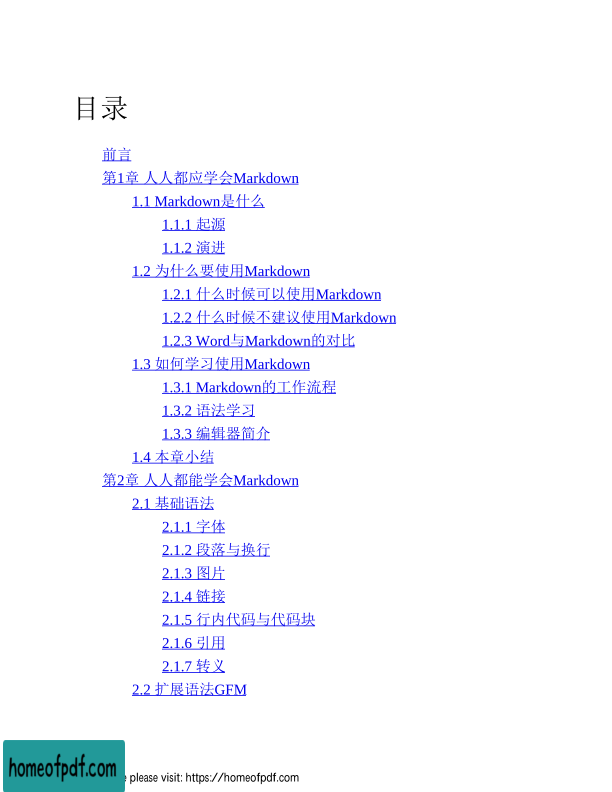 目录
前言
第1章 人人都应学会Markdown
1.1 Markdown是什么
1.1.1 起源
1.1.2 演进
1.2 为什么要使用Markdown
1.2.1 什么时候可以使用Markdown
1.2.2 什么时候不建议使用Markdown
1.2.3 Word与Markdown的对比
1.3 如何学习使用Markdown
1.3.1 Markdown的工作流程
1.3.2 语法学习
1.3.3 编辑器简介
1.4 本章小结
第2章 人人都能学会Markdown
2.1 基础语法
2.1.1 字体
2.1.2 段落与换行
2.1.3 图片
2.1.4 链接
2.1.5 行内代码与代码块
2.1.6 引用
2.1.7 转义
2.2 扩展语法GFM
homeofpdf.com
please visit: https://homeofpdf.com